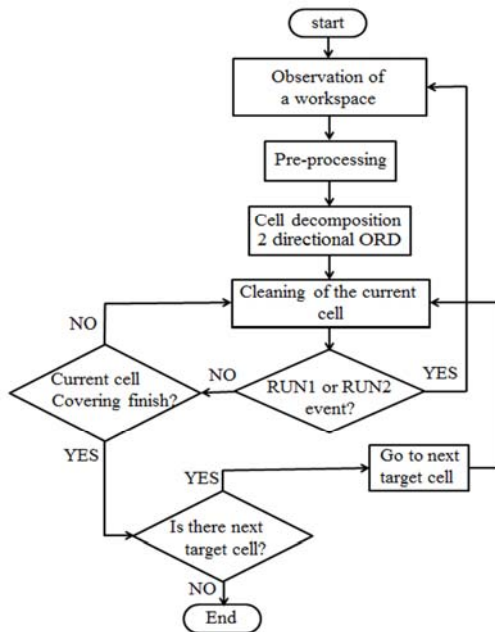 start
Observation of
a workspace
Pre-processing
Cell decomposition
2 directional ORD
Cleaning of the current
cell
NO
Current cell
Covering finish?
NO
RUN1 or RUN2
event?
YES
YES
YES
Go to next
target cell
Is there next
target cell?
NO
End